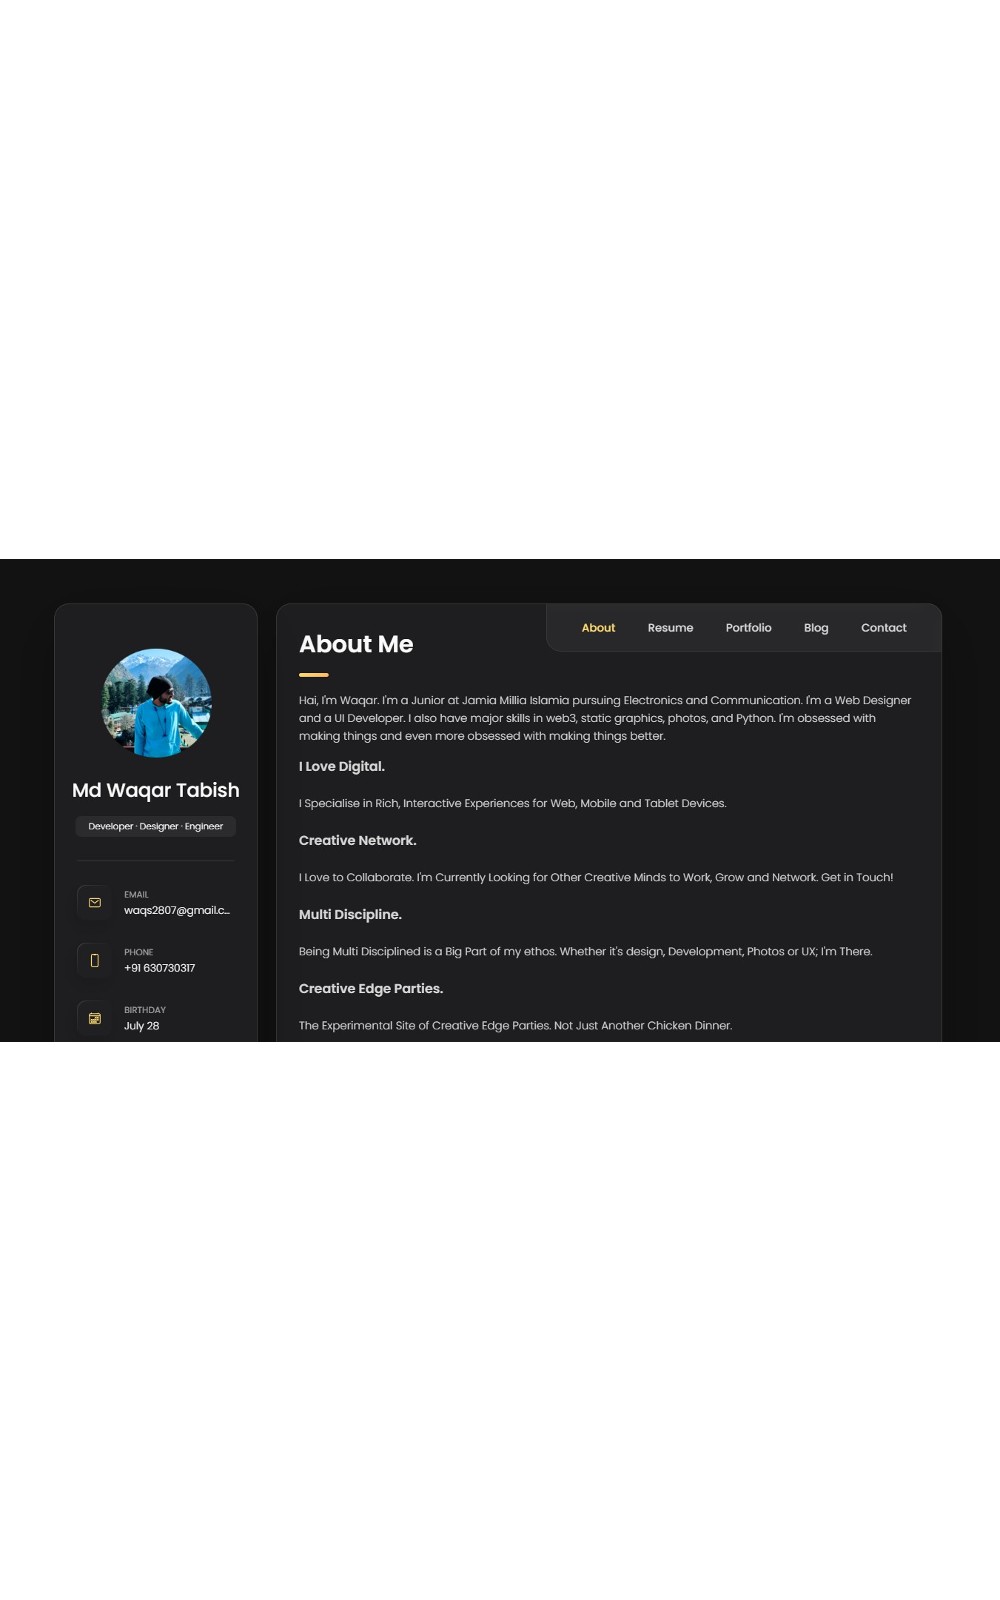 Md Waqar Tabish
Developer · Designer · Engineer
EMAIL
waqs2807@gmail.c...
PHONE
+91 630730317
BIRTHDAY
July 28
About
Resume
Portfolio
Blog
Contact
About Me
Hai, I'm Waqar. I'm a Junior at Jamia Millia Islamia pursuing Electronics and Communication. I'm a Web Designer
and a UI Developer. I also have major skills in web3, static graphics, photos, and Python. I'm obsessed with
making things and even more obsessed with making things better.
I Love Digital.
I Specialise in Rich, Interactive Experiences for Web, Mobile and Tablet Devices.
Creative Network.
I Love to Collaborate. I'm Currently Looking for Other Creative Minds to Work, Grow and Network. Get in Touch!
Multi Discipline.
Being Multi Disciplined is a Big Part of my ethos. Whether it's design, Development, Photos or UX; I'm There.
Creative Edge Parties.
The Experimental Site of Creative Edge Parties. Not Just Another Chicken Dinner.